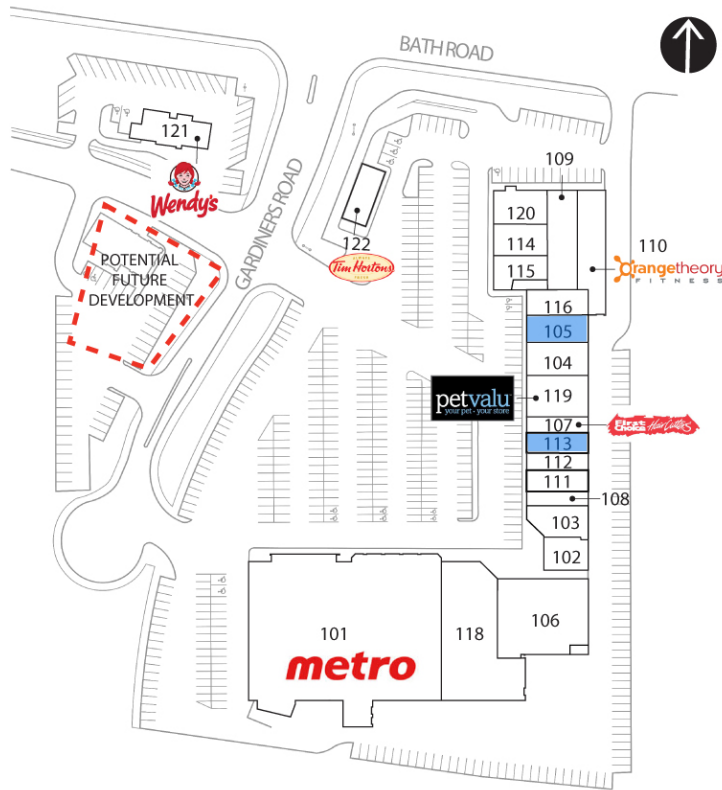 BATH ROAD
121
Wendy's
GARDINERS ROAD
109
120
110
114
122
Tim Hortons
115
orangetheory
FITNESS
POTENTIAL
FUTURE
DEVELOPMENT
116
105
104
petvalu
your pet - your store
119
107
First
Choice
Hair Cutters
113
112
111
108
103
102
101
118
106
metro